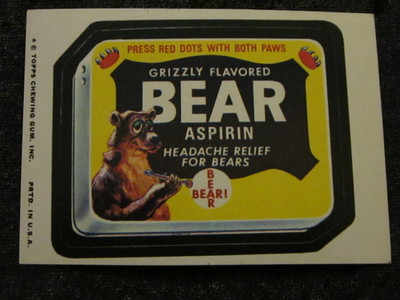 PRESS RED DOTS WITH BOTH PAWS
GRIZZLY FLAVORED
BEAR
ASPIRIN
HEADACHE RELIEF
FOR BEARS
BEAR
BEAR!
* © TOPPS CHEWING GUM, INC. PRTD. IN U.S.A.